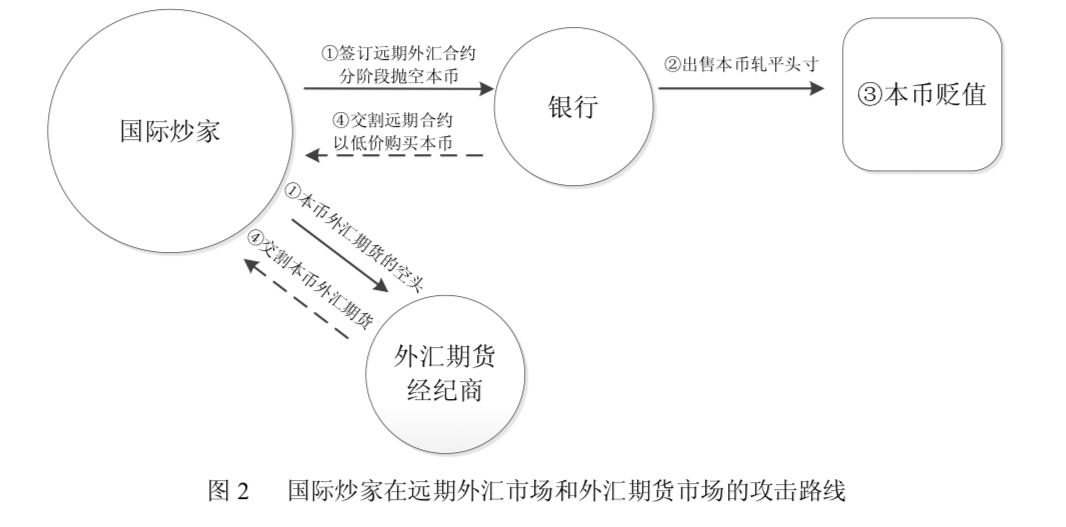 国际炒家
①签订远期外汇合约
分阶段抛空本币
④交割远期合约
以低价购买本币
银行
②出售本币轧平头寸
③本币贬值
①本币外汇期货的空头
④交割本币外汇期货
外汇期货
经纪商
图 2 国际炒家在远期外汇市场和外汇期货市场的攻击路线